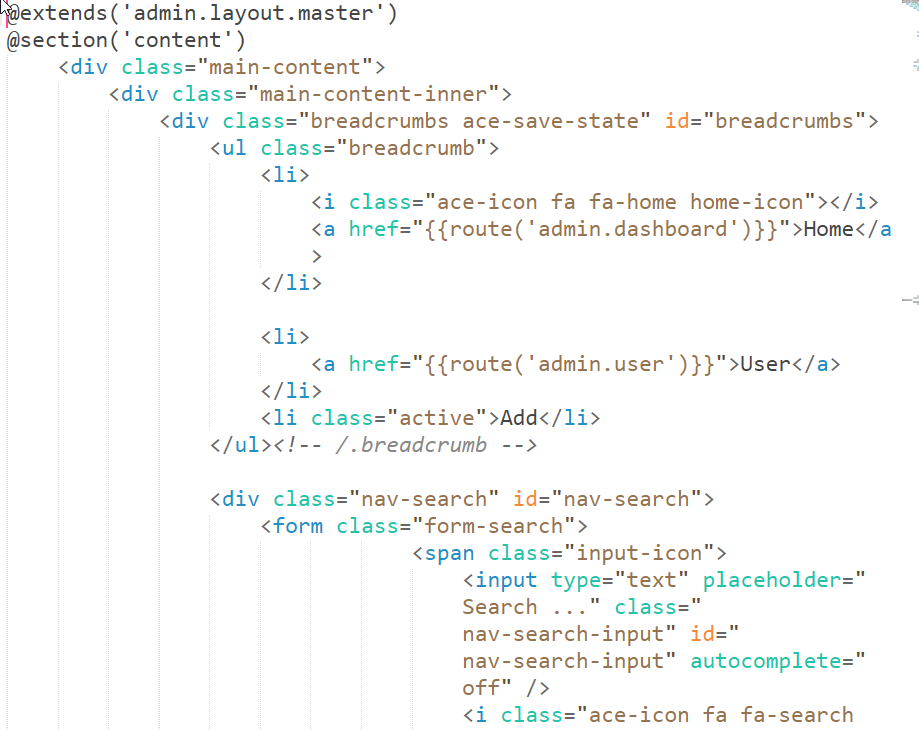 @extends('admin.layout.master')
@section('content')
<div class="main-content">
<div class="main-content-inner">
<div class="breadcrumbs ace-save-state" id="breadcrumbs">
<ul class="breadcrumb">
<li>
<i class="ace-icon fa fa-home home-icon"></i>
<a href="{{route('admin.dashboard')}}">Home</a
>
</li>
<li>
<a href="{{route('admin.user')}}">User</a>
</li>
<li class="active">Add</li>
</ul><!-- /.breadcrumb -->
<div class="nav-search" id="nav-search">
<form class="form-search">
<span class="input-icon">
<input type="text" placeholder="
Search ..." class="
nav-search-input" id="
nav-search-input" autocomplete="
off" />
<i class="ace-icon fa fa-search